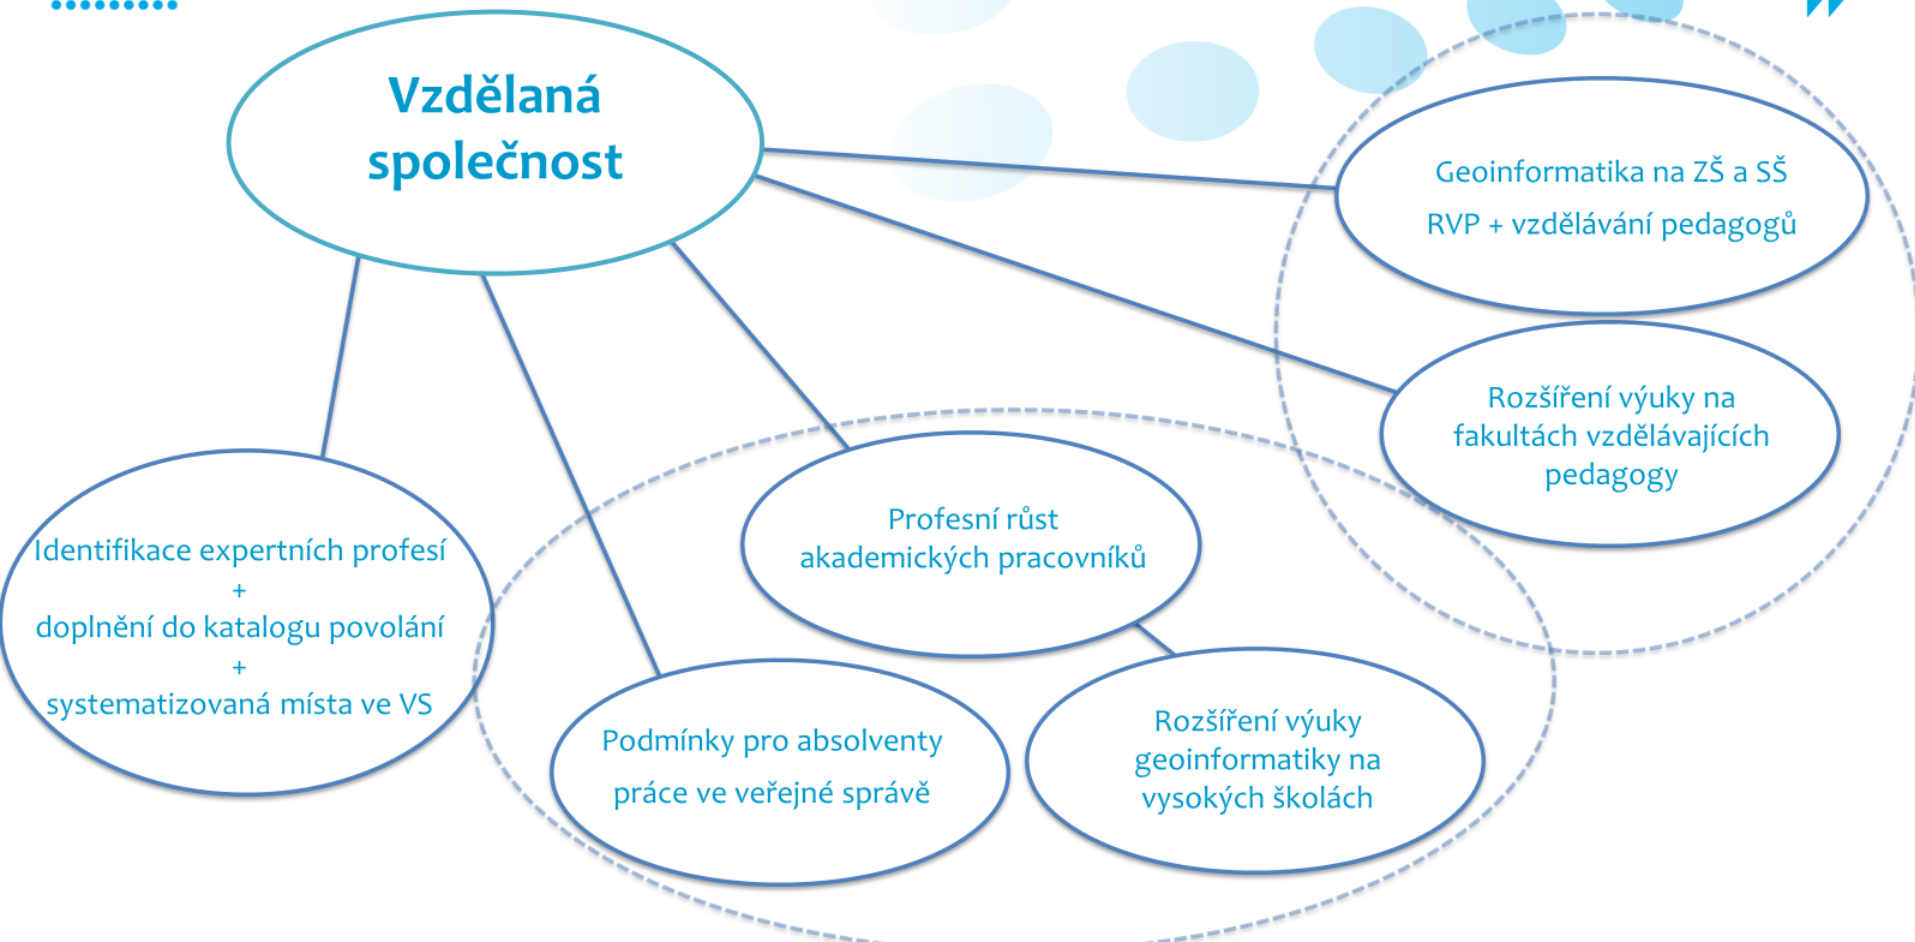 Vzdělaná
společnost
Geoinformatika na ZŠ a SŠ
RVP + vzdělávání pedagogů
Rozšíření výuky na
fakultách vzdělávajících
pedagogy
Profesní růst
akademických pracovníků
Identifikace expertních profesí
+
doplnění do katalogu povolání
+
systematizovaná místa ve VS
Podmínky pro absolventy
práce ve veřejné správě
Rozšíření výuky
geoinformatiky na
vysokých školách